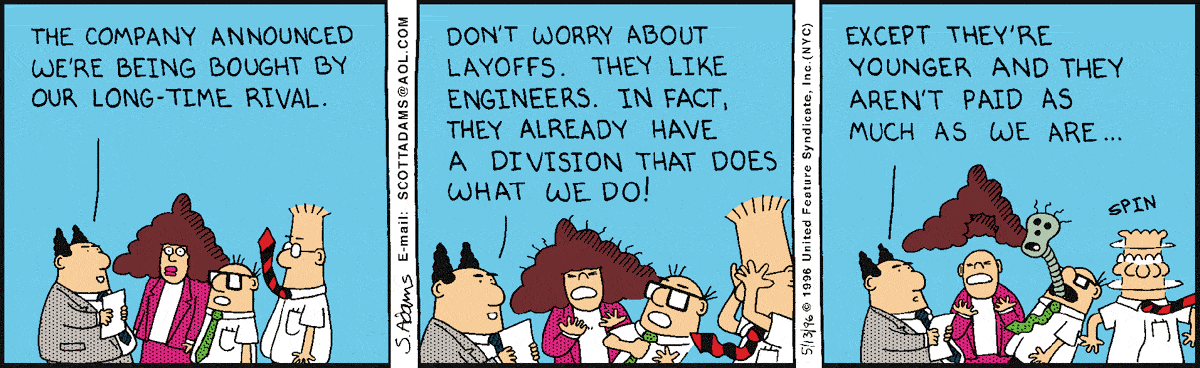 THE COMPANY ANNOUNCED
WE'RE BEING BOUGHT BY
OUR LONG-TIME RIVAL.
S. Adams
E-mail: SCOTTADAMS@AOL.COM
DON'T WORRY ABOUT
LAYOFFS. THEY LIKE
ENGINEERS. IN FACT,
THEY ALREADY HAVE
A DIVISION THAT DOES
WHAT WE DO!
5/13/96 © 1996 United Feature Syndicate, Inc.(NYC)
EXCEPT THEY'RE
YOUNGER AND THEY
AREN'T PAID AS
MUCH AS WE ARE...
SPIN